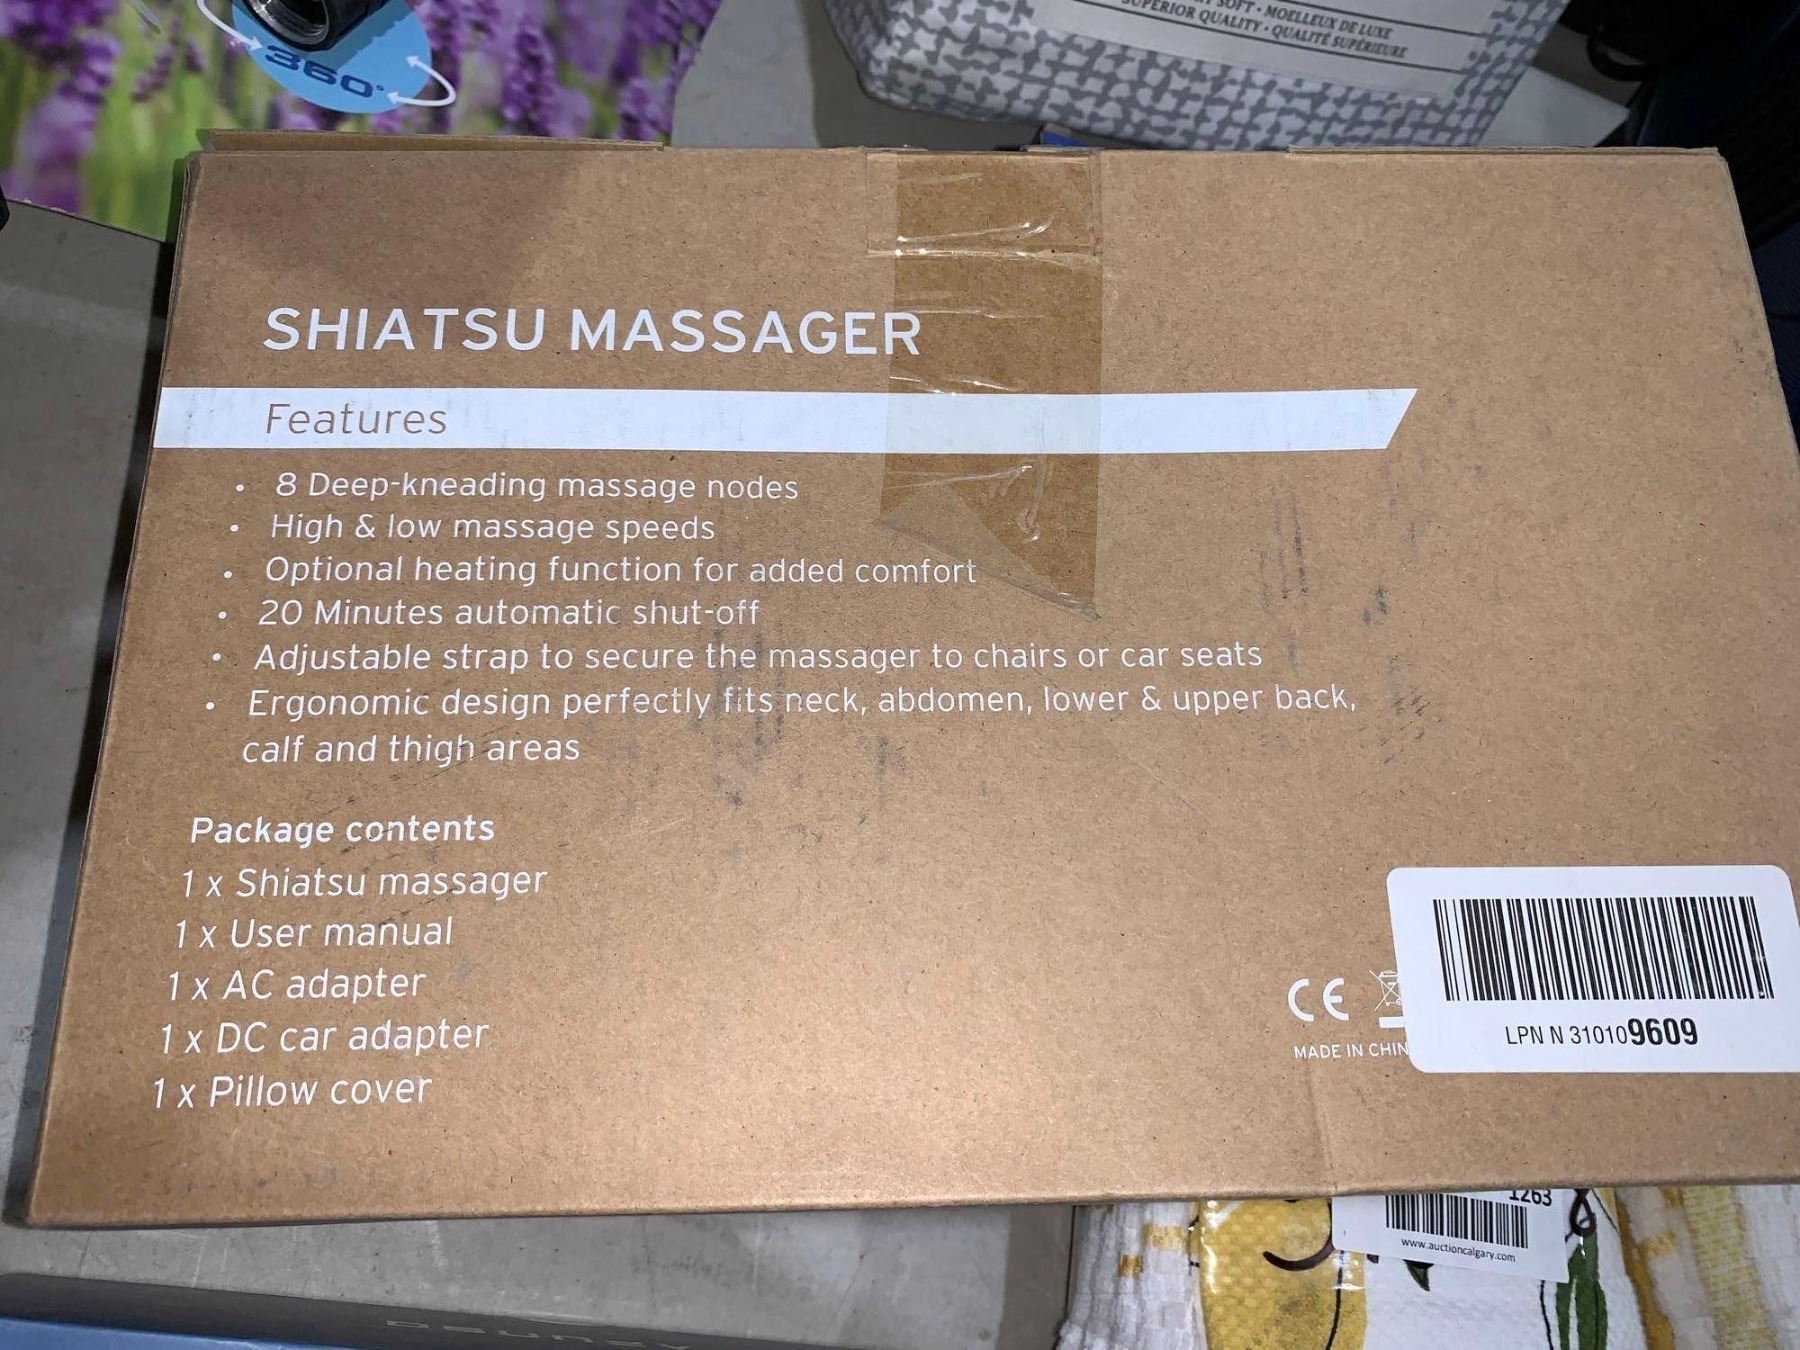 360°
SOFT • MOELLEUX DE LUXE
SUPERIOR QUALITY • QUALITÉ SUPÉRIEURE
SHIATSU MASSAGER
Features
• 8 Deep-kneading massage nodes
• High & low massage speeds
• Optional heating function for added comfort
• 20 Minutes automatic shut-off
• Adjustable strap to secure the massager to chairs or car seats
• Ergonomic design perfectly fits neck, abdomen, lower & upper back,
calf and thigh areas
Package contents
1 x Shiatsu massager
1 x User manual
1 x AC adapter
1 x DC car adapter
1 x Pillow cover
CE
MADE IN CHIN
LPN N 310109609
1263
www.auctioncalgary.com